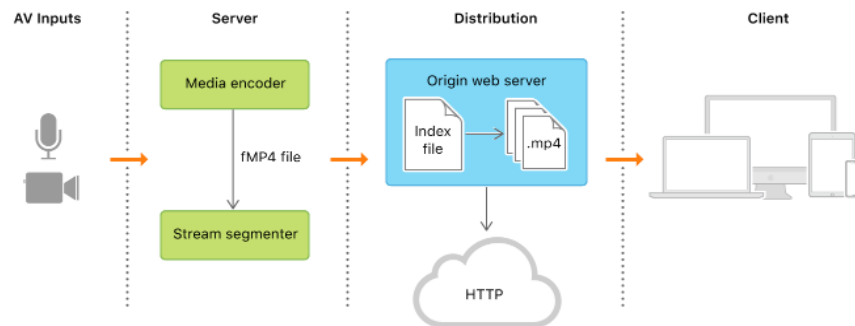 AV Inputs
Server
Distribution
Client
Media encoder
fMP4 file
Stream segmenter
Origin web server
Index
file
.mp4
HTTP